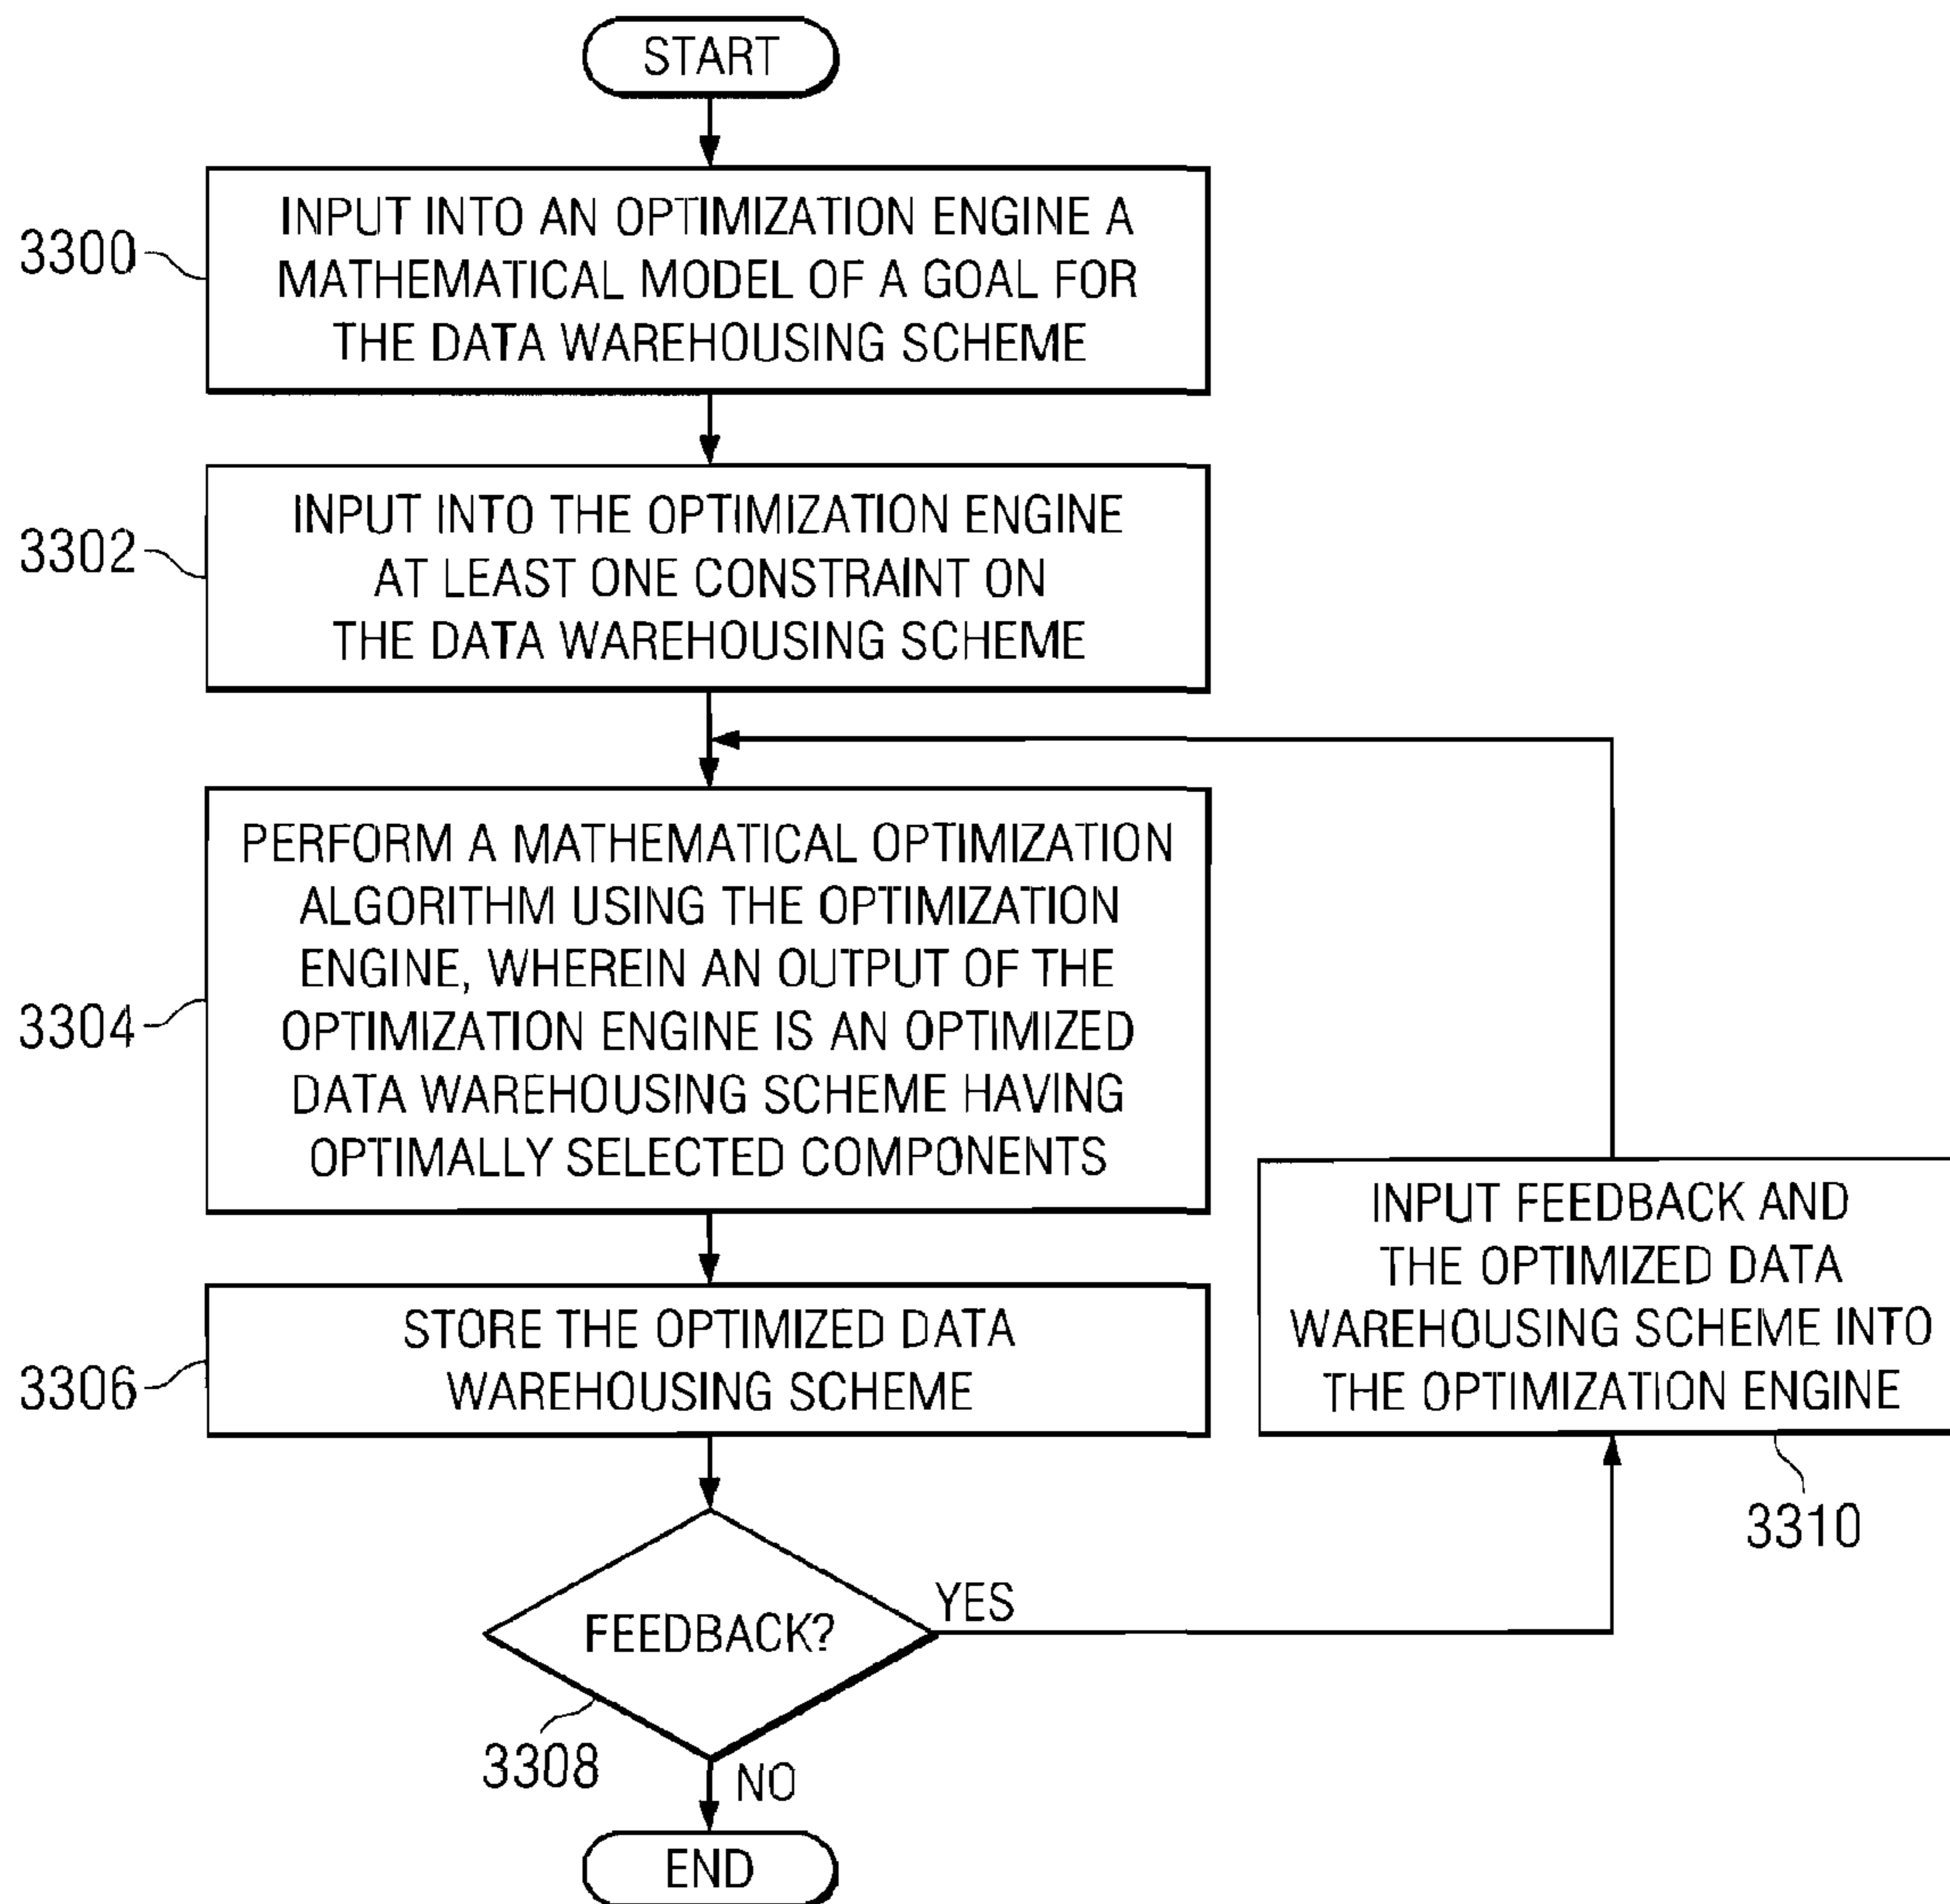 START
3300
INPUT INTO AN OPTIMIZATION ENGINE A
MATHEMATICAL MODEL OF A GOAL FOR
THE DATA WAREHOUSING SCHEME
3302
INPUT INTO THE OPTIMIZATION ENGINE
AT LEAST ONE CONSTRAINT ON
THE DATA WAREHOUSING SCHEME
3304
PERFORM A MATHEMATICAL OPTIMIZATION
ALGORITHM USING THE OPTIMIZATION
ENGINE, WHEREIN AN OUTPUT OF THE
OPTIMIZATION ENGINE IS AN OPTIMIZED
DATA WAREHOUSING SCHEME HAVING
OPTIMALLY SELECTED COMPONENTS
3306
STORE THE OPTIMIZED DATA
WAREHOUSING SCHEME
FEEDBACK?
3308
YES
INPUT FEEDBACK AND
THE OPTIMIZED DATA
WAREHOUSING SCHEME INTO
THE OPTIMIZATION ENGINE
3310
NO
END